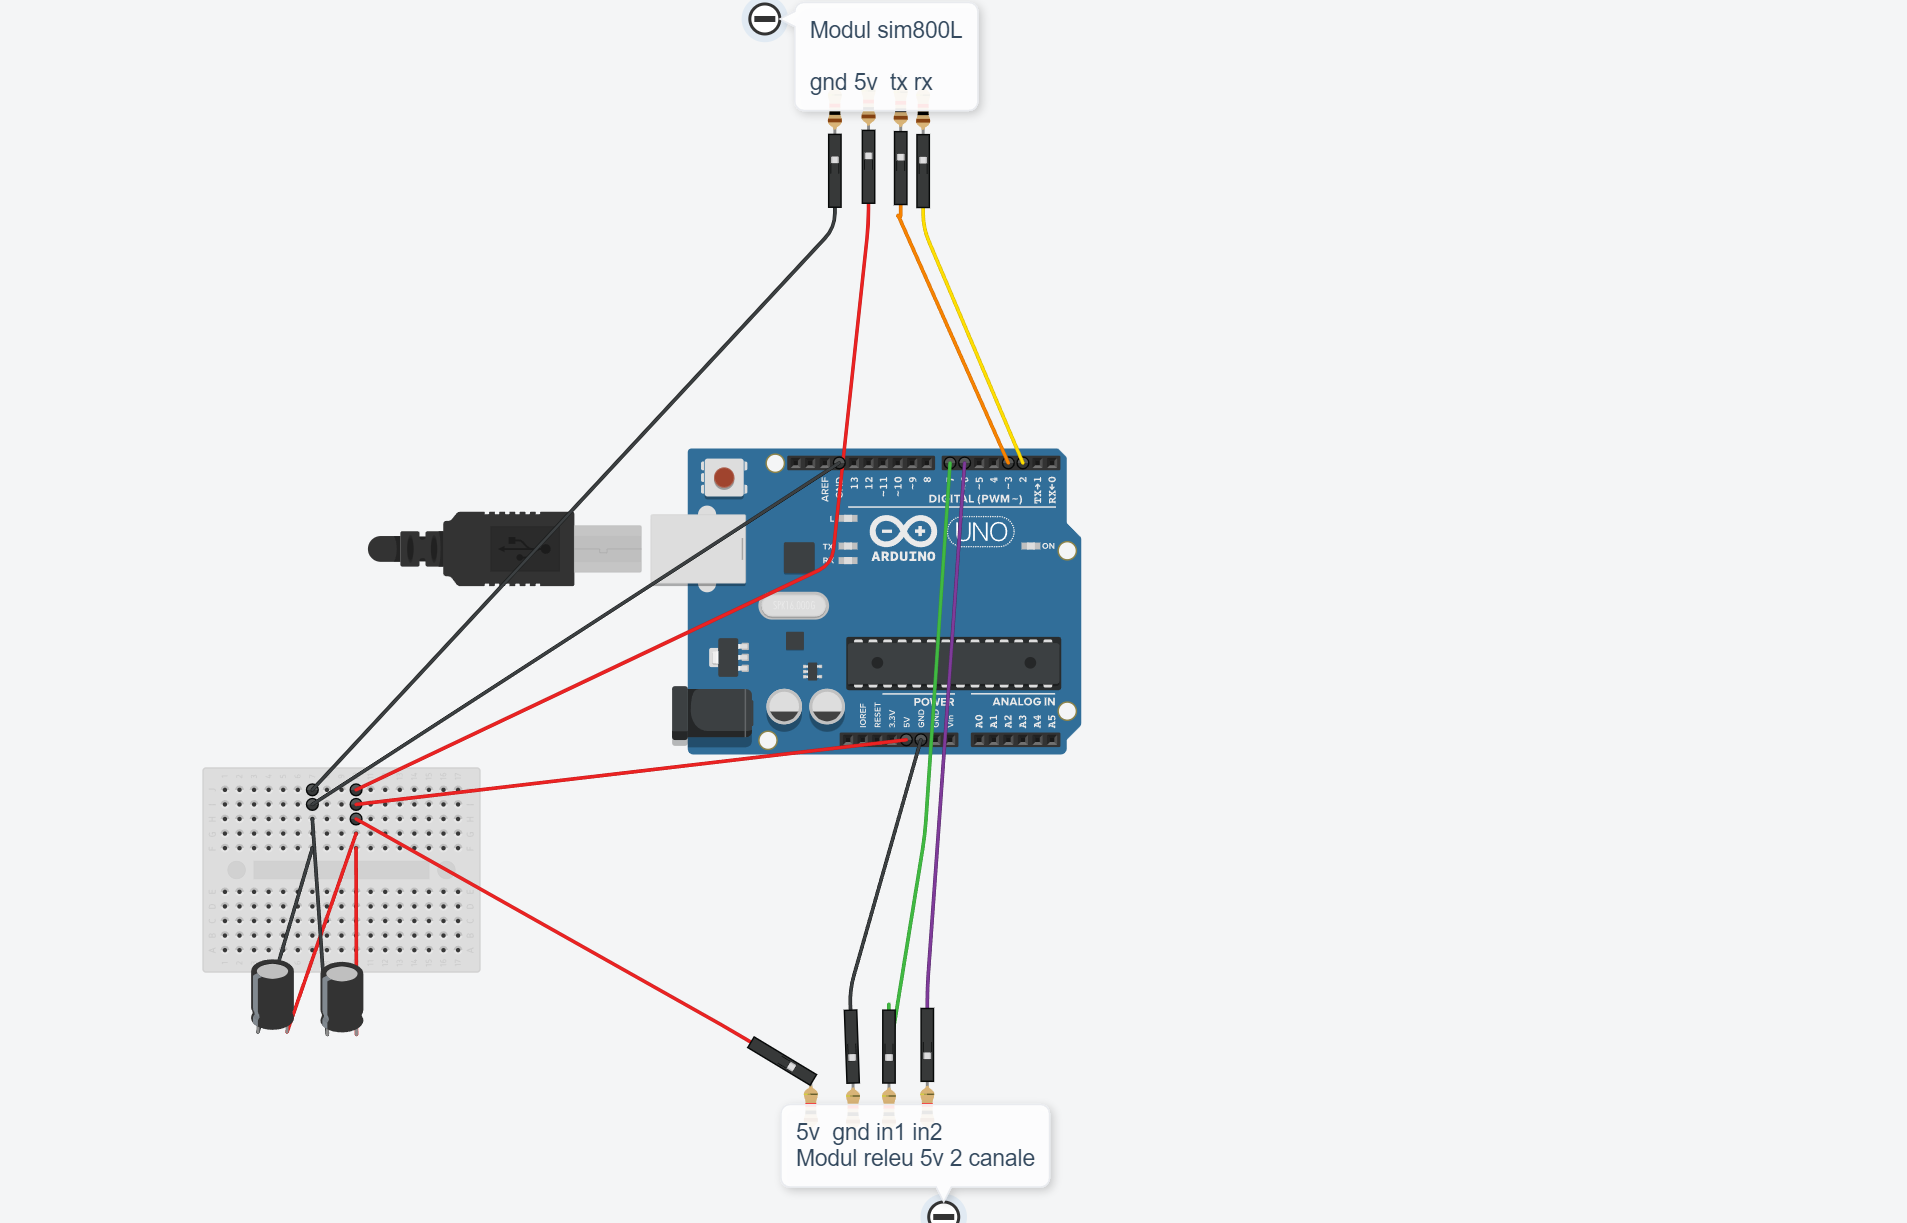 Modul sim800L
gnd 5v tx rx
AREF
GND
13
12
~11
~10
~9
8
7
6
~5
4
~3
2
TX→1
RX←0
DIGITAL (PWM~)
L
TX
RX
UNO
ARDUINO
ON
POWER
ANALOG IN
IOREF
RESET
3.3V
5V
GND
GND
Vin
A0
A1
A2
A3
A4
A5
5v gnd in1 in2
Modul releu 5v 2 canale